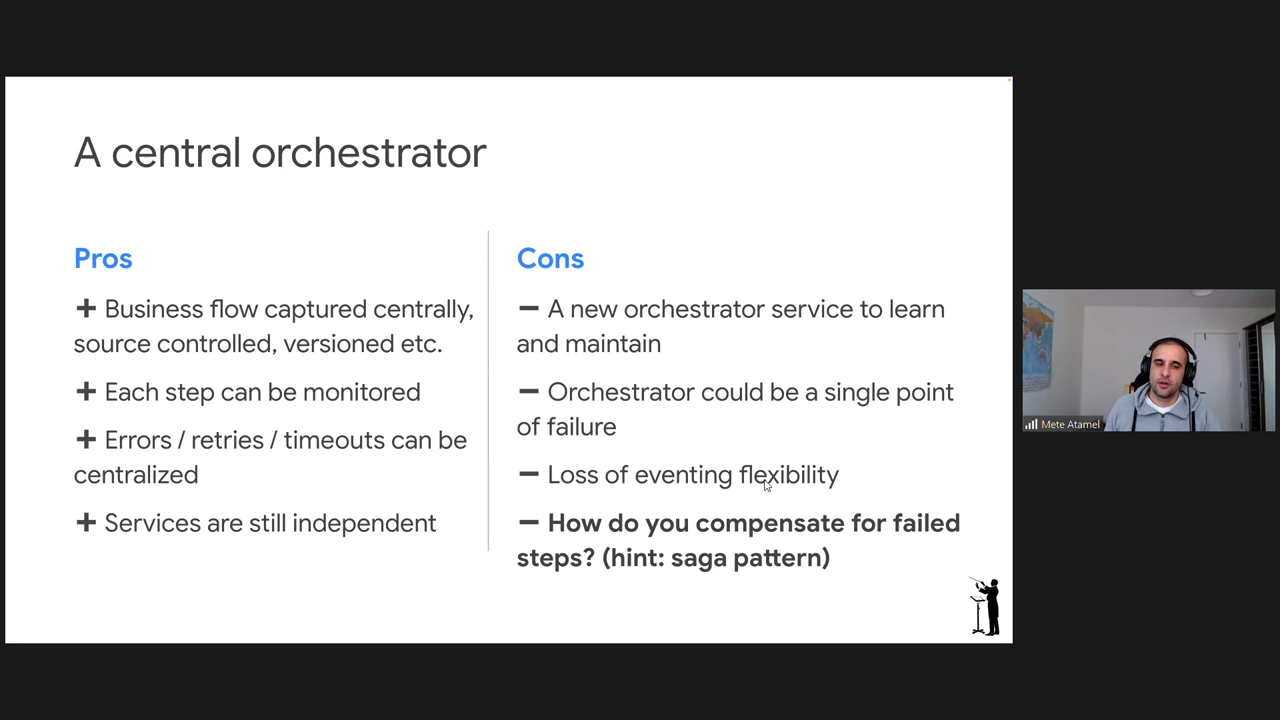 A central orchestrator
Pros
+ Business flow captured centrally,
source controlled, versioned etc.
+ Each step can be monitored
+ Errors / retries / timeouts can be
centralized
+ Services are still independent
Cons
− A new orchestrator service to learn
and maintain
− Orchestrator could be a single point
of failure
− Loss of eventing flexibility
− How do you compensate for failed
steps? (hint: saga pattern)
Mete Atamel